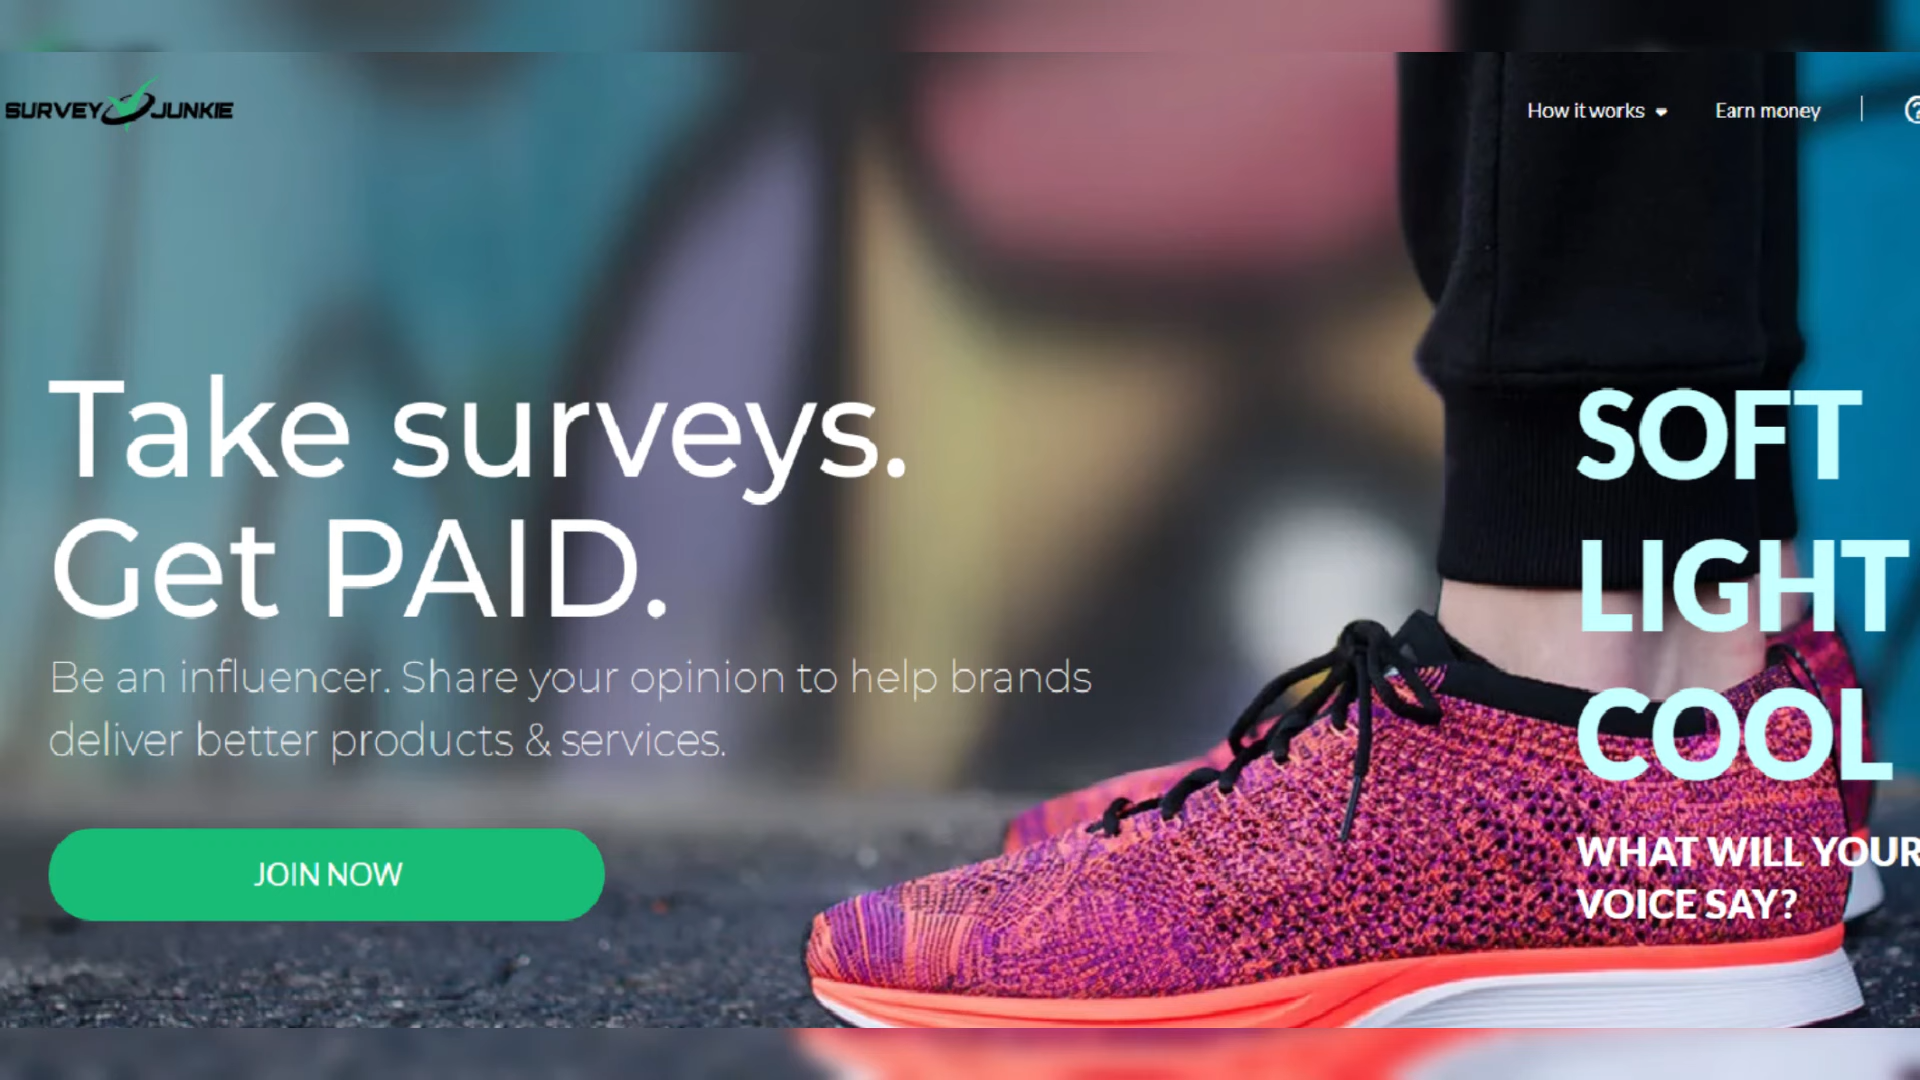 SURVEY JUNKIE
How it works
Earn money
Take surveys.
Get PAID.
Be an influencer. Share your opinion to help brands
deliver better products & services.
JOIN NOW
SOFT
LIGHT
COOL
WHAT WILL YOUR
VOICE SAY?